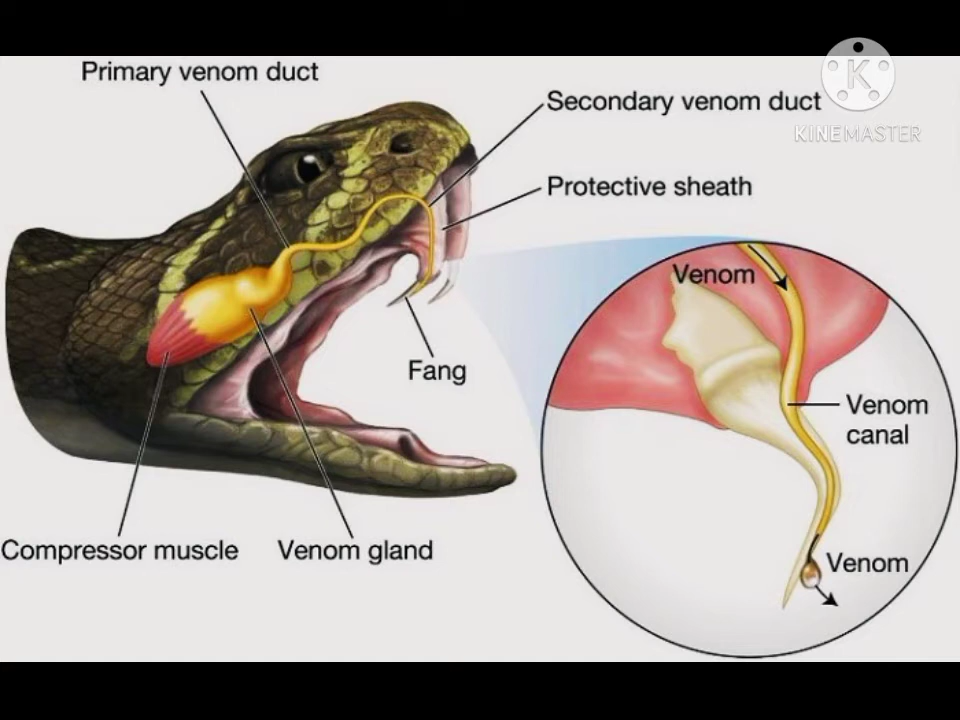 Primary venom duct
K
KINEMASTER
Secondary venom duct
Protective sheath
Venom
Fang
Venom
canal
Compressor muscle
Venom gland
Venom